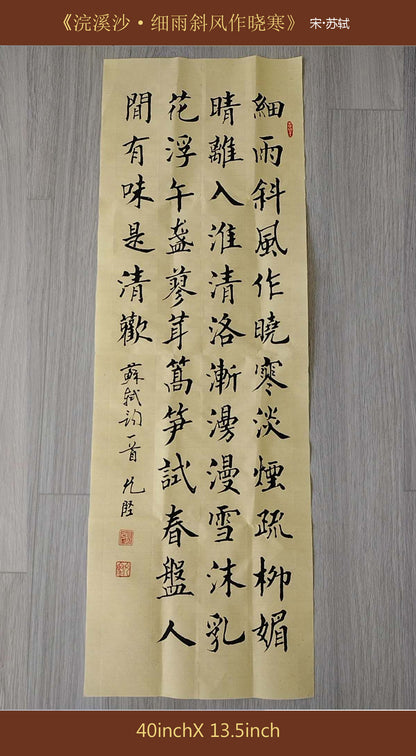 《浣溪沙·细雨斜风作晓寒》 宋·苏轼
細雨斜風作曉寒淡煙疏柳媚
晴離入淮清洛漸漫漫雪沫乳
花浮午盞蓼茸蒿笋試春盤人
間有味是清歡
蘇軾詞一首
40inchX 13.5inch